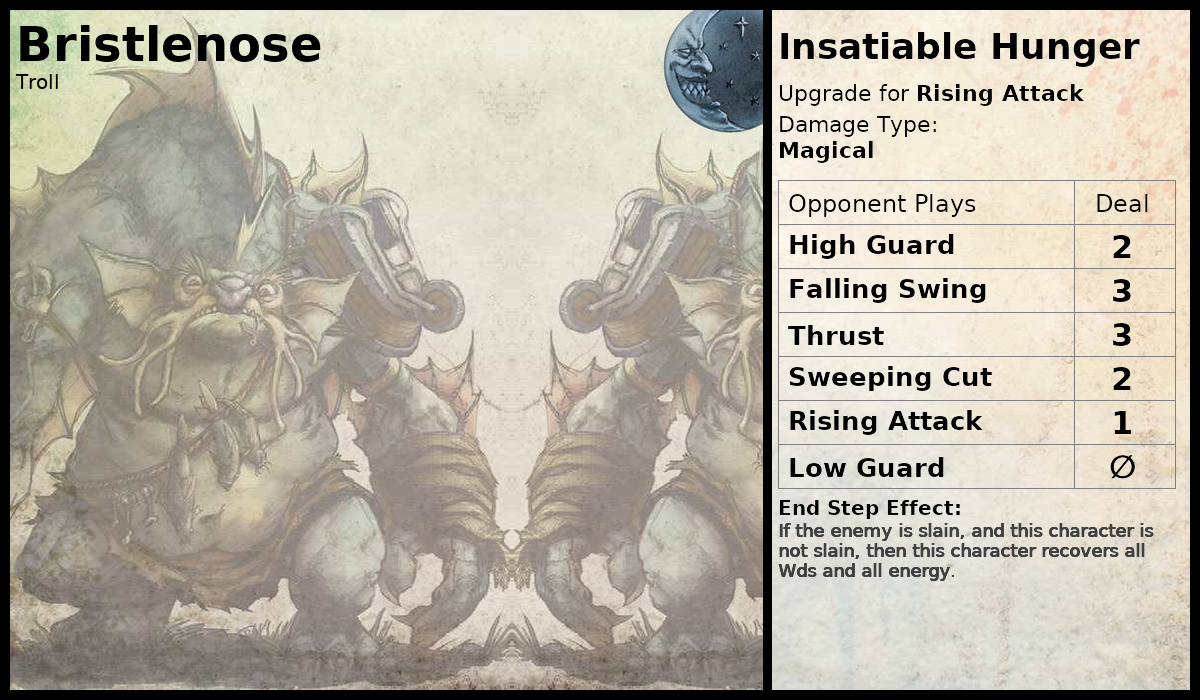 Bristlenose
Troll
Insatiable Hunger
Upgrade for Rising Attack
Damage Type:
Magical
Opponent Plays Deal
High Guard 2
Falling Swing 3
Thrust 3
Sweeping Cut 2
Rising Attack 1
Low Guard ∅
End Step Effect:
If the enemy is slain, and this character is
not slain, then this character recovers all
Wds and all energy.